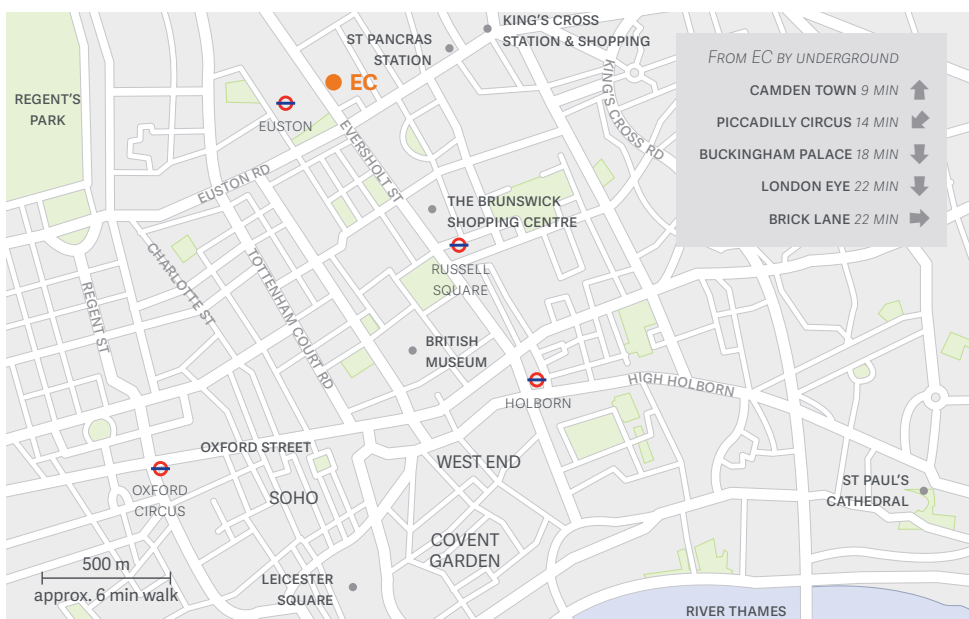 KING'S CROSS
STATION & SHOPPING
ST PANCRAS
STATION
EC
REGENT'S
PARK
EUSTON
EVERSHOLT ST
EUSTON RD
KING'S CROSS RD
FROM EC BY UNDERGROUND
CAMDEN TOWN 9 MIN
PICCADILLY CIRCUS 14 MIN
BUCKINGHAM PALACE 18 MIN
LONDON EYE 22 MIN
BRICK LANE 22 MIN
THE BRUNSWICK
SHOPPING CENTRE
RUSSELL
SQUARE
CHARLOTTE ST
TOTTENHAM COURT RD
REGENT ST
BRITISH
MUSEUM
HOLBORN
HIGH HOLBORN
OXFORD STREET
WEST END
OXFORD
CIRCUS
SOHO
ST PAUL'S
CATHEDRAL
COVENT
GARDEN
500 m
approx. 6 min walk
LEICESTER
SQUARE
RIVER THAMES